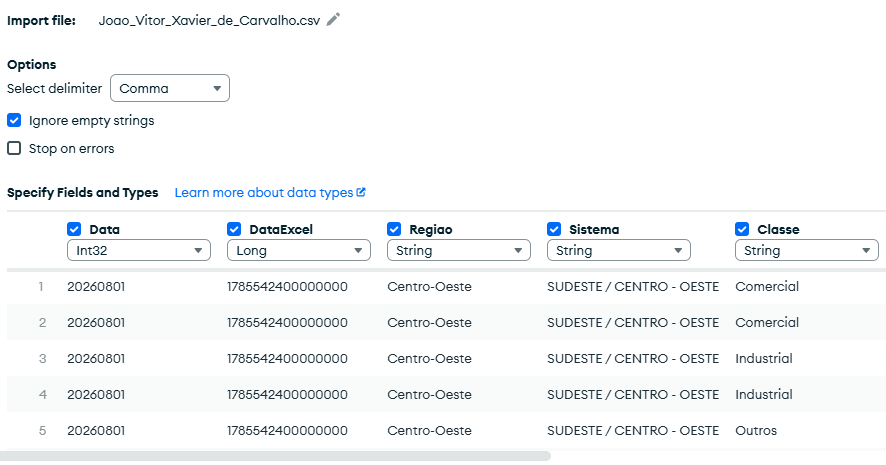 Import file: Joao_Vitor_Xavier_de_Carvalho.csv
Options
Select delimiter Comma
Ignore empty strings
Stop on errors
Specify Fields and Types Learn more about data types
Data DataExcel Regiao Sistema Classe
Int32 Long String String String
1 20260801 1785542400000000 Centro-Oeste SUDESTE / CENTRO - OESTE Comercial
2 20260801 1785542400000000 Centro-Oeste SUDESTE / CENTRO - OESTE Comercial
3 20260801 1785542400000000 Centro-Oeste SUDESTE / CENTRO - OESTE Industrial
4 20260801 1785542400000000 Centro-Oeste SUDESTE / CENTRO - OESTE Industrial
5 20260801 1785542400000000 Centro-Oeste SUDESTE / CENTRO - OESTE Outros